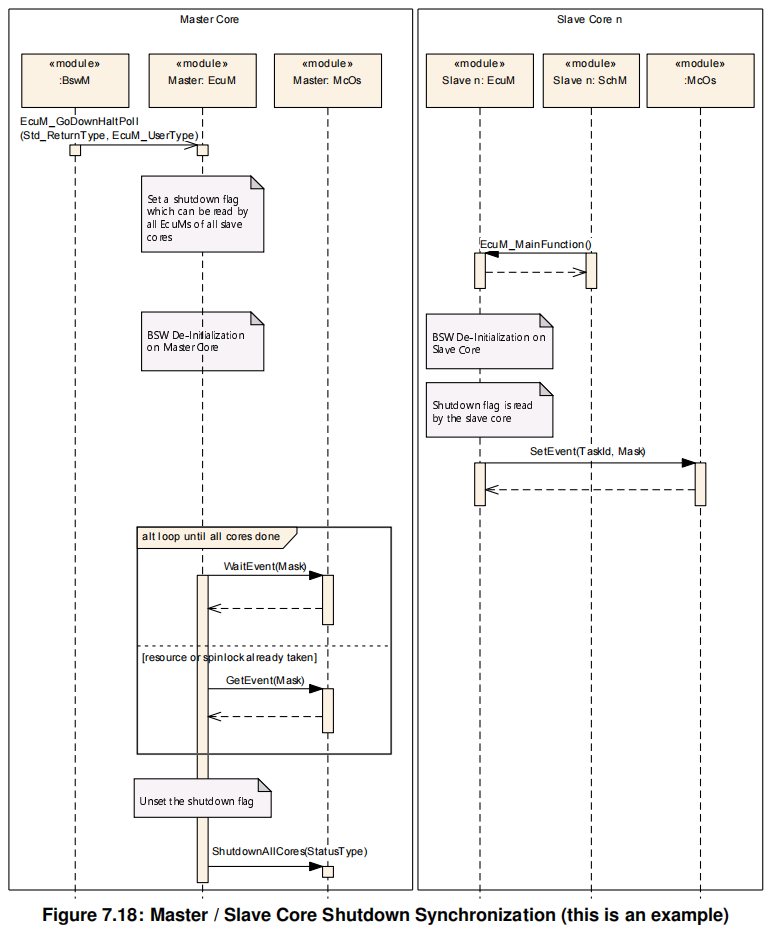 Master Core
Slave Core n
«module»
:BswM
«module»
Master: EcuM
«module»
Master: McOs
«module»
Slave n: EcuM
«module»
Slave n: SchM
«module»
:McOs
EcuM_GoDownHaltPoll
(Std_ReturnType, EcuM_UserType)
Set a shutdown flag
which can be read by
all EcuMs of all slave
cores
EcuM_MainFunction()
BSW De-Initialization
on Master Core
BSW De-Initialization on
Slave Core
Shutdown flag is read
by the slave core
SetEvent(TaskId, Mask)
alt loop until all cores done
WaitEvent(Mask)
[resource or spinlock already taken]
GetEvent(Mask)
Unset the shutdown flag
ShutdownAllCores(StatusType)
Figure 7.18: Master / Slave Core Shutdown Synchronization (this is an example)